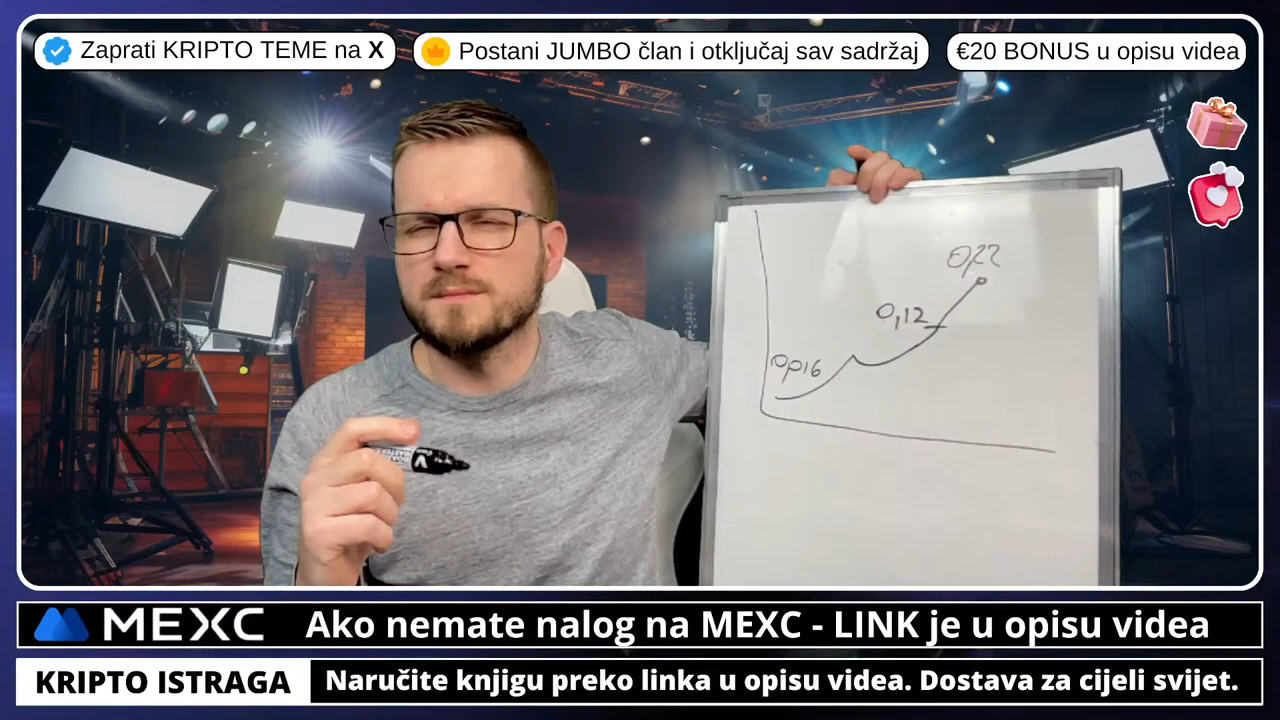 Zaprati KRIPTO TEME na X
Postani JUMBO član i otključaj sav sadržaj
€20 BONUS u opisu videa
0,22
0,12
0,016
MEXC
Ako nemate nalog na MEXC - LINK je u opisu videa
KRIPTO ISTRAGA
Naručite knjigu preko linka u opisu videa. Dostava za cijeli svijet.